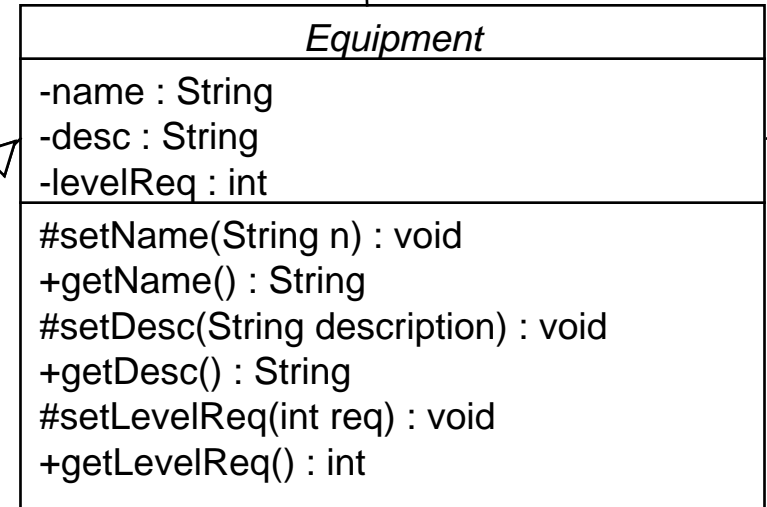 Equipment
-name : String
-desc : String
-levelReq : int
#setName(String n) : void
+getName() : String
#setDesc(String description) : void
+getDesc() : String
#setLevelReq(int req) : void
+getLevelReq() : int